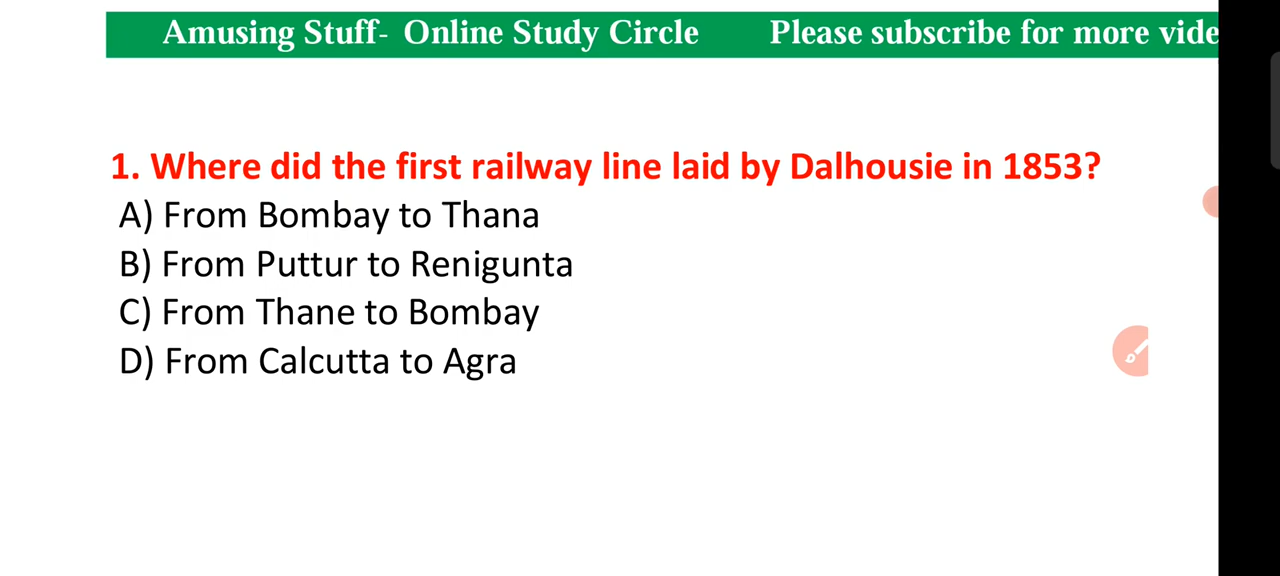 Amusing Stuff- Online Study Circle Please subscribe for more vide
1. Where did the first railway line laid by Dalhousie in 1853?
A) From Bombay to Thana
B) From Puttur to Renigunta
C) From Thane to Bombay
D) From Calcutta to Agra